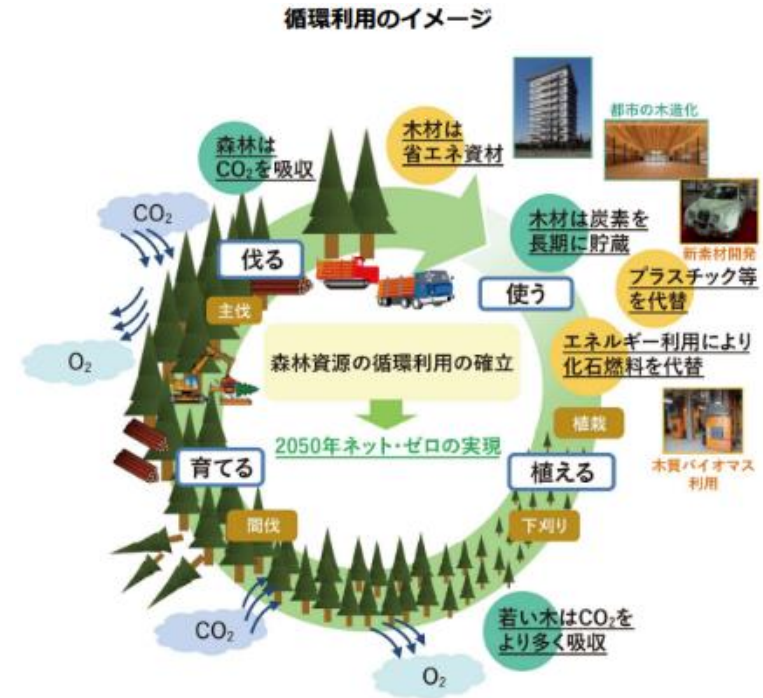 循環利用のイメージ
都市の木造化
木材は
省エネ資材
森林は
CO₂を吸収
CO₂
木材は炭素を
長期に貯蔵
新素材開発
伐る
使う
プラスチック等
を代替
主伐
O₂
エネルギー利用により
化石燃料を代替
森林資源の循環利用の確立
植栽
2050年ネット・ゼロの実現
木質バイオマス
利用
育てる
植える
間伐
下刈り
若い木はCO₂を
より多く吸収
CO₂
O₂